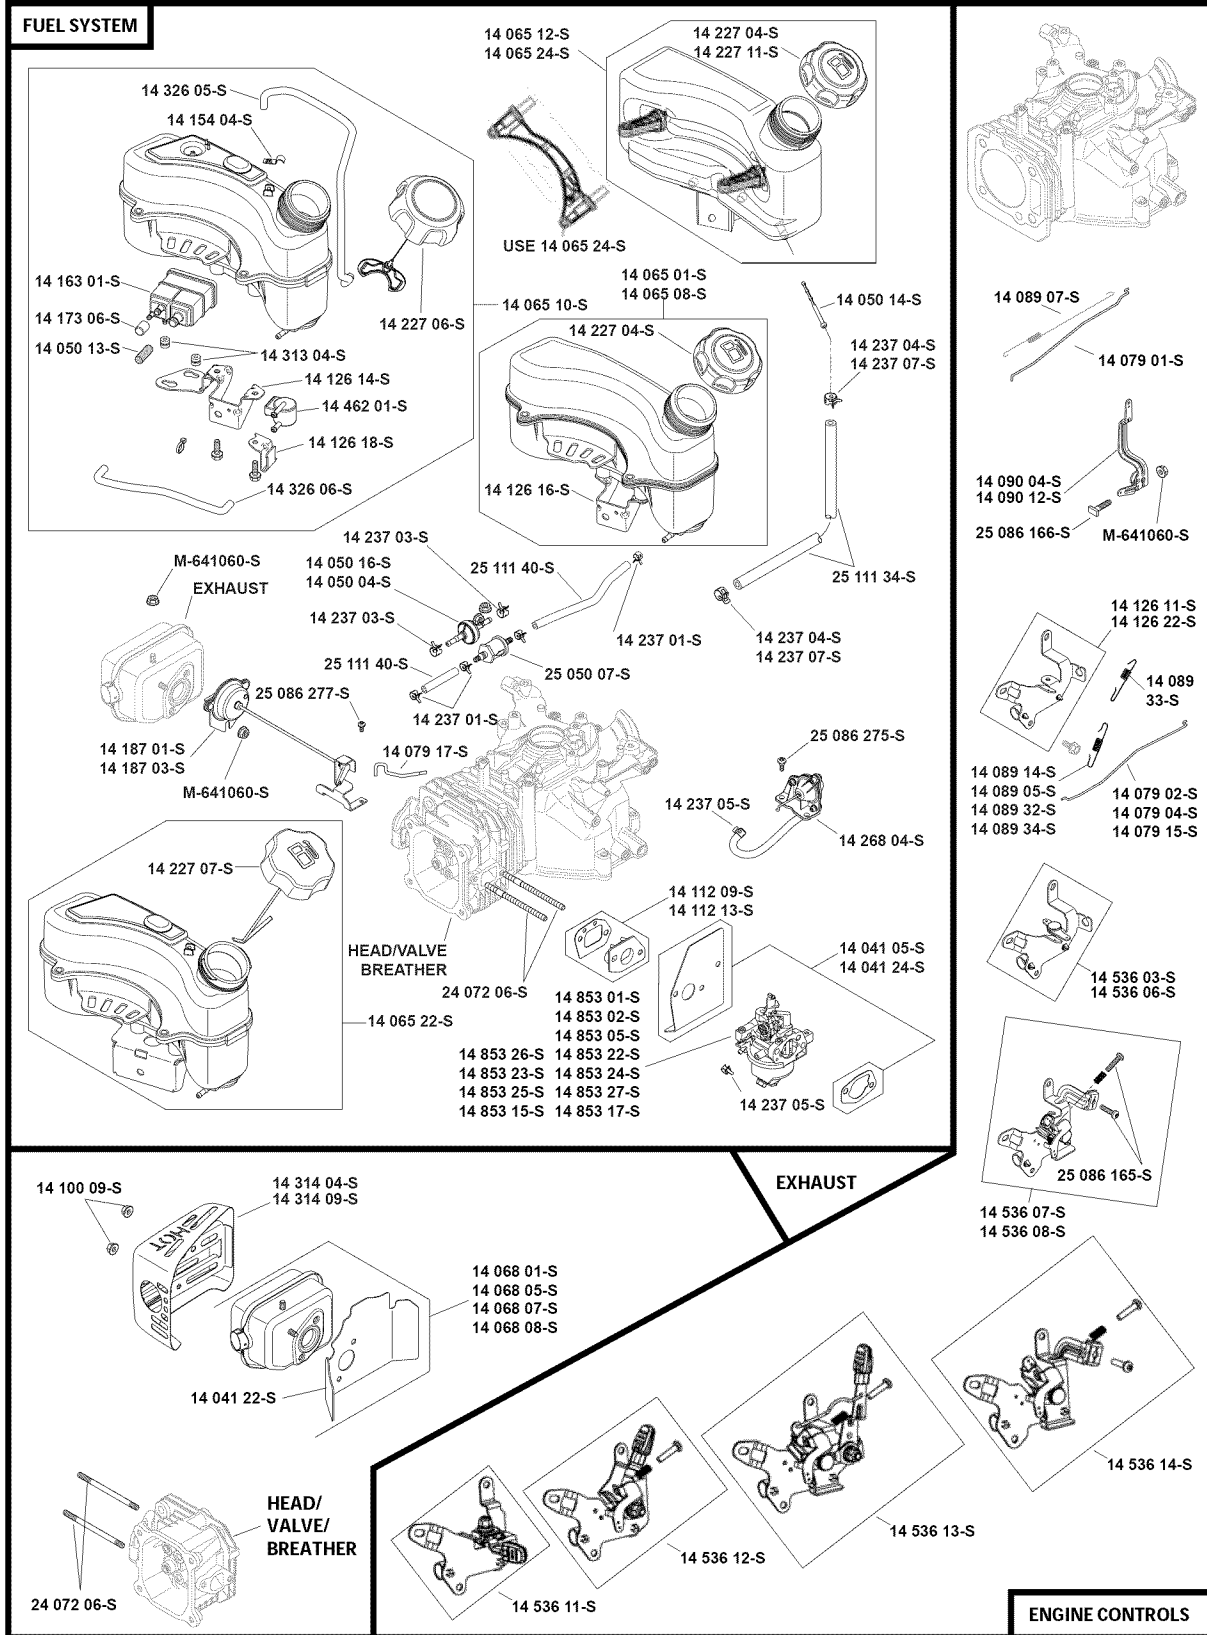 FUEL SYSTEM
14 065 12-S
14 065 24-S
14 227 04-S
14 227 11-S
14 326 05-S
14 154 04-S
USE 14 065 24-S
14 163 01-S
14 173 06-S
14 050 13-S
14 227 06-S
14 065 10-S
14 313 04-S
14 126 14-S
14 462 01-S
14 126 18-S
14 326 06-S
14 065 01-S
14 065 08-S
14 227 04-S
14 126 16-S
14 050 14-S
14 237 04-S
14 237 07-S
25 111 34-S
14 237 04-S
14 237 07-S
M-641060-S
EXHAUST
14 237 03-S
14 050 16-S
14 050 04-S
14 237 03-S
25 111 40-S
25 111 40-S
14 237 01-S
25 050 07-S
14 237 01-S
25 086 277-S
14 187 01-S
14 187 03-S
M-641060-S
14 079 17-S
25 086 275-S
14 237 05-S
14 268 04-S
14 227 07-S
14 065 22-S
HEAD/VALVE
BREATHER
24 072 06-S
14 112 09-S
14 112 13-S
14 041 05-S
14 041 24-S
14 853 01-S
14 853 02-S
14 853 05-S
14 853 26-S 14 853 22-S
14 853 23-S 14 853 24-S
14 853 25-S 14 853 27-S
14 853 15-S 14 853 17-S
14 237 05-S
14 089 07-S
14 079 01-S
14 090 04-S
14 090 12-S
25 086 166-S
M-641060-S
14 126 11-S
14 126 22-S
14 089
33-S
14 089 14-S
14 089 05-S
14 089 32-S
14 089 34-S
14 079 02-S
14 079 04-S
14 079 15-S
14 536 03-S
14 536 06-S
25 086 165-S
14 536 07-S
14 536 08-S
EXHAUST
14 100 09-S
14 314 04-S
14 314 09-S
HOT
14 068 01-S
14 068 05-S
14 068 07-S
14 068 08-S
14 041 22-S
HEAD/
VALVE/
BREATHER
24 072 06-S
14 536 14-S
14 536 13-S
14 536 12-S
14 536 11-S
ENGINE CONTROLS